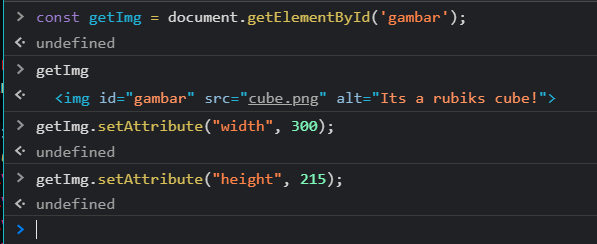 const getImg = document.getElementById('gambar');
undefined
getImg
<img id="gambar" src="cube.png" alt="Its a rubiks cube!">
getImg.setAttribute("width", 300);
undefined
getImg.setAttribute("height", 215);
undefined